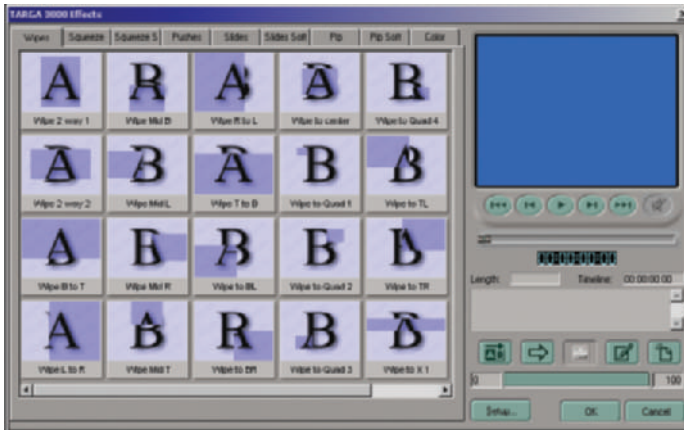 TARGA 3000 Effects
Wipes Squeeze Squeeze S Pushes Slides Slides Soft Pip Pip Soft Color
Wipe 2 way 1 Wipe Mid B Wipe R to L Wipe to center Wipe to Quad 4
Wipe 2 way 2 Wipe Mid L Wipe T to B Wipe to Quad 1 Wipe to TL
Wipe B to T Wipe Mid R Wipe to BL Wipe to Quad 2 Wipe to TR
Wipe L to R Wipe Mid T Wipe to BR Wipe to Quad 3 Wipe to X 1
00:00:00:00
Length: Timeline: 00:00:00:00
0 100
Setup... OK Cancel